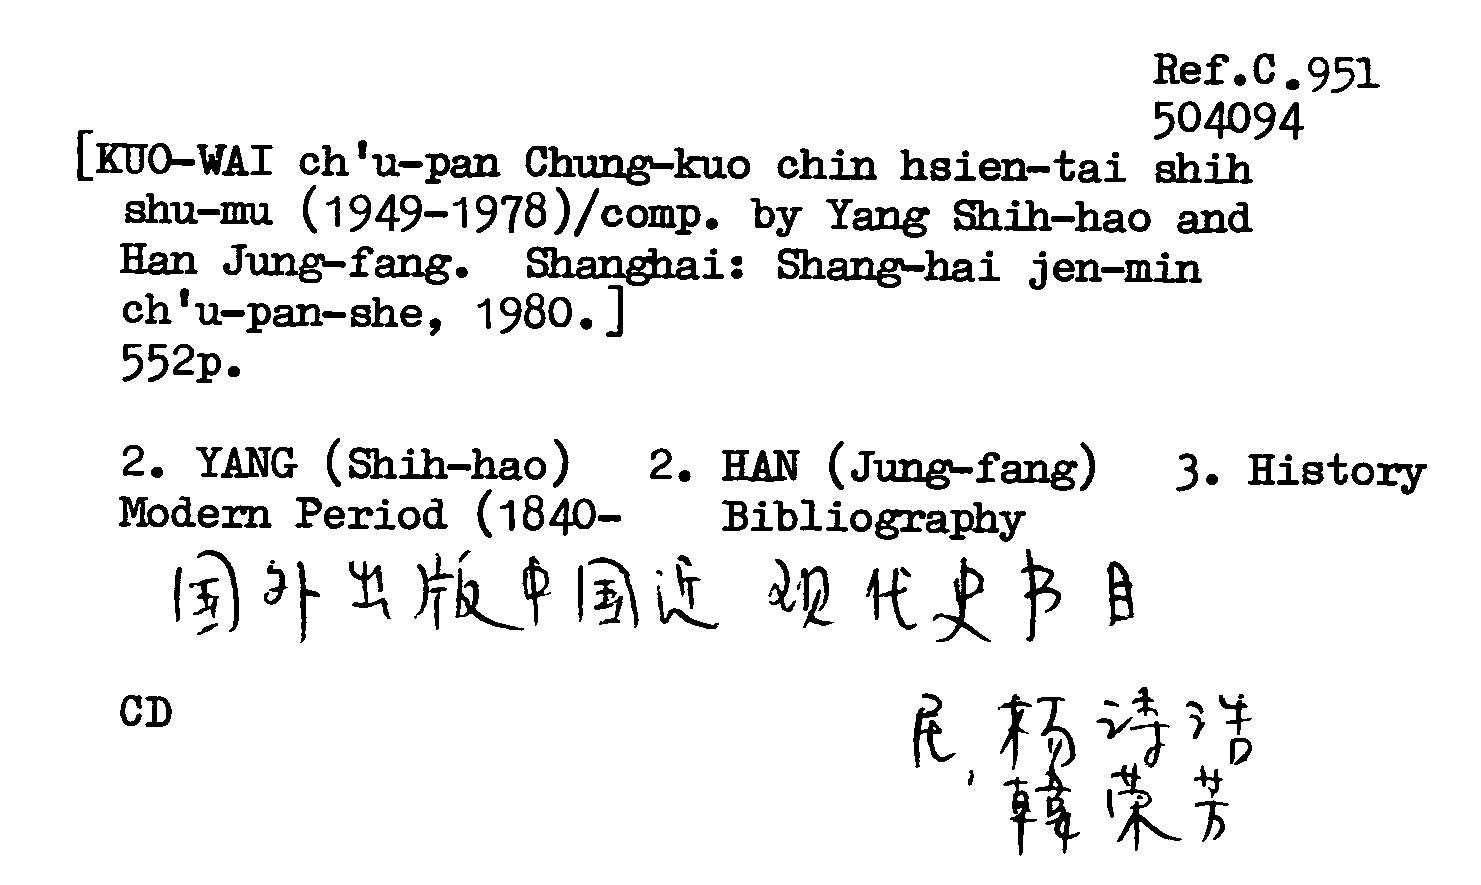 Ref.C.951
504094
[KUO-WAI ch'u-pan Chung-kuo chin hsien-tai shih
shu-mu (1949-1978)/comp. by Yang Shih-hao and
Han Jung-fang. Shanghai: Shang-hai jen-min
ch'u-pan-she, 1980.]
552p.
2. YANG (Shih-hao) 2. HAN (Jung-fang) 3. History
Modern Period (1840- Bibliography
国外出版中国近 现代史书目
CD
民, 杨诗浩
韓荣芳